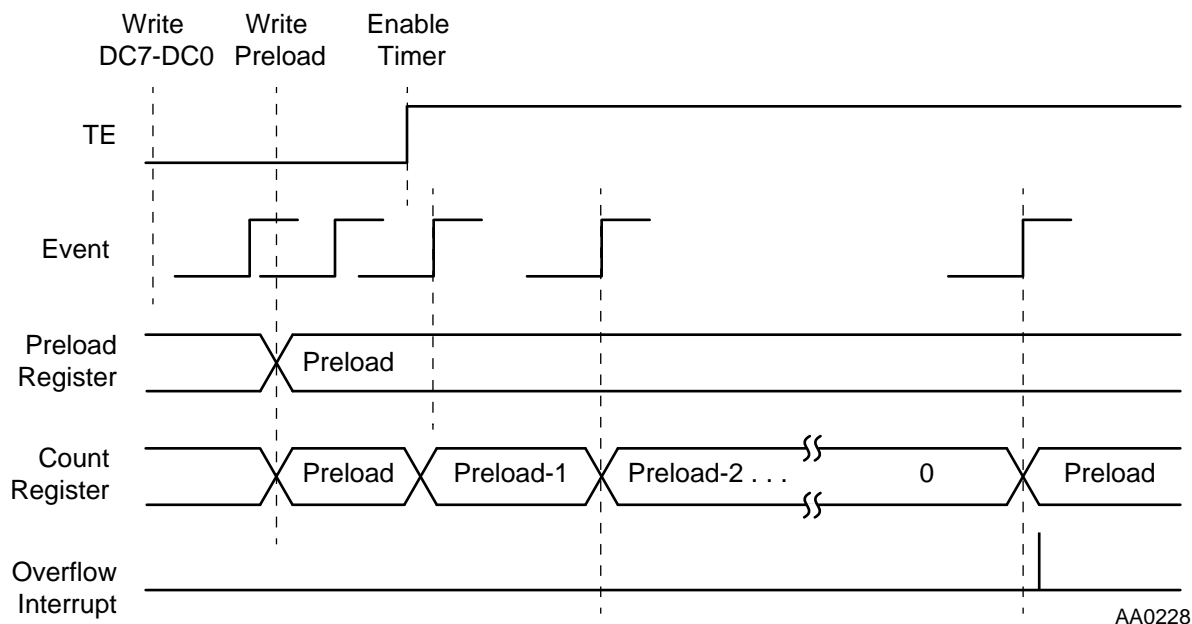 Write Write Enable
DC7-DC0 Preload Timer
TE
Event
Preload
Register
Preload
Count
Register
Preload Preload-1 Preload-2 . . . 0 Preload
Overflow
Interrupt
AA0228